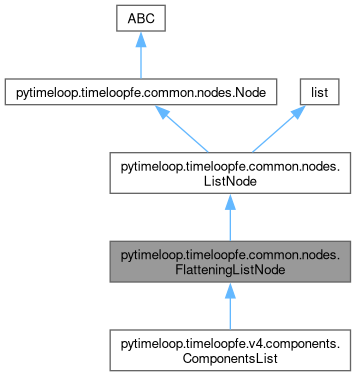 ABC
pytimeloop.timeloopfe.common.nodes.Node
list
pytimeloop.timeloopfe.common.nodes.
ListNode
pytimeloop.timeloopfe.common.nodes.
FlatteningListNode
pytimeloop.timeloopfe.v4.components.
ComponentsList